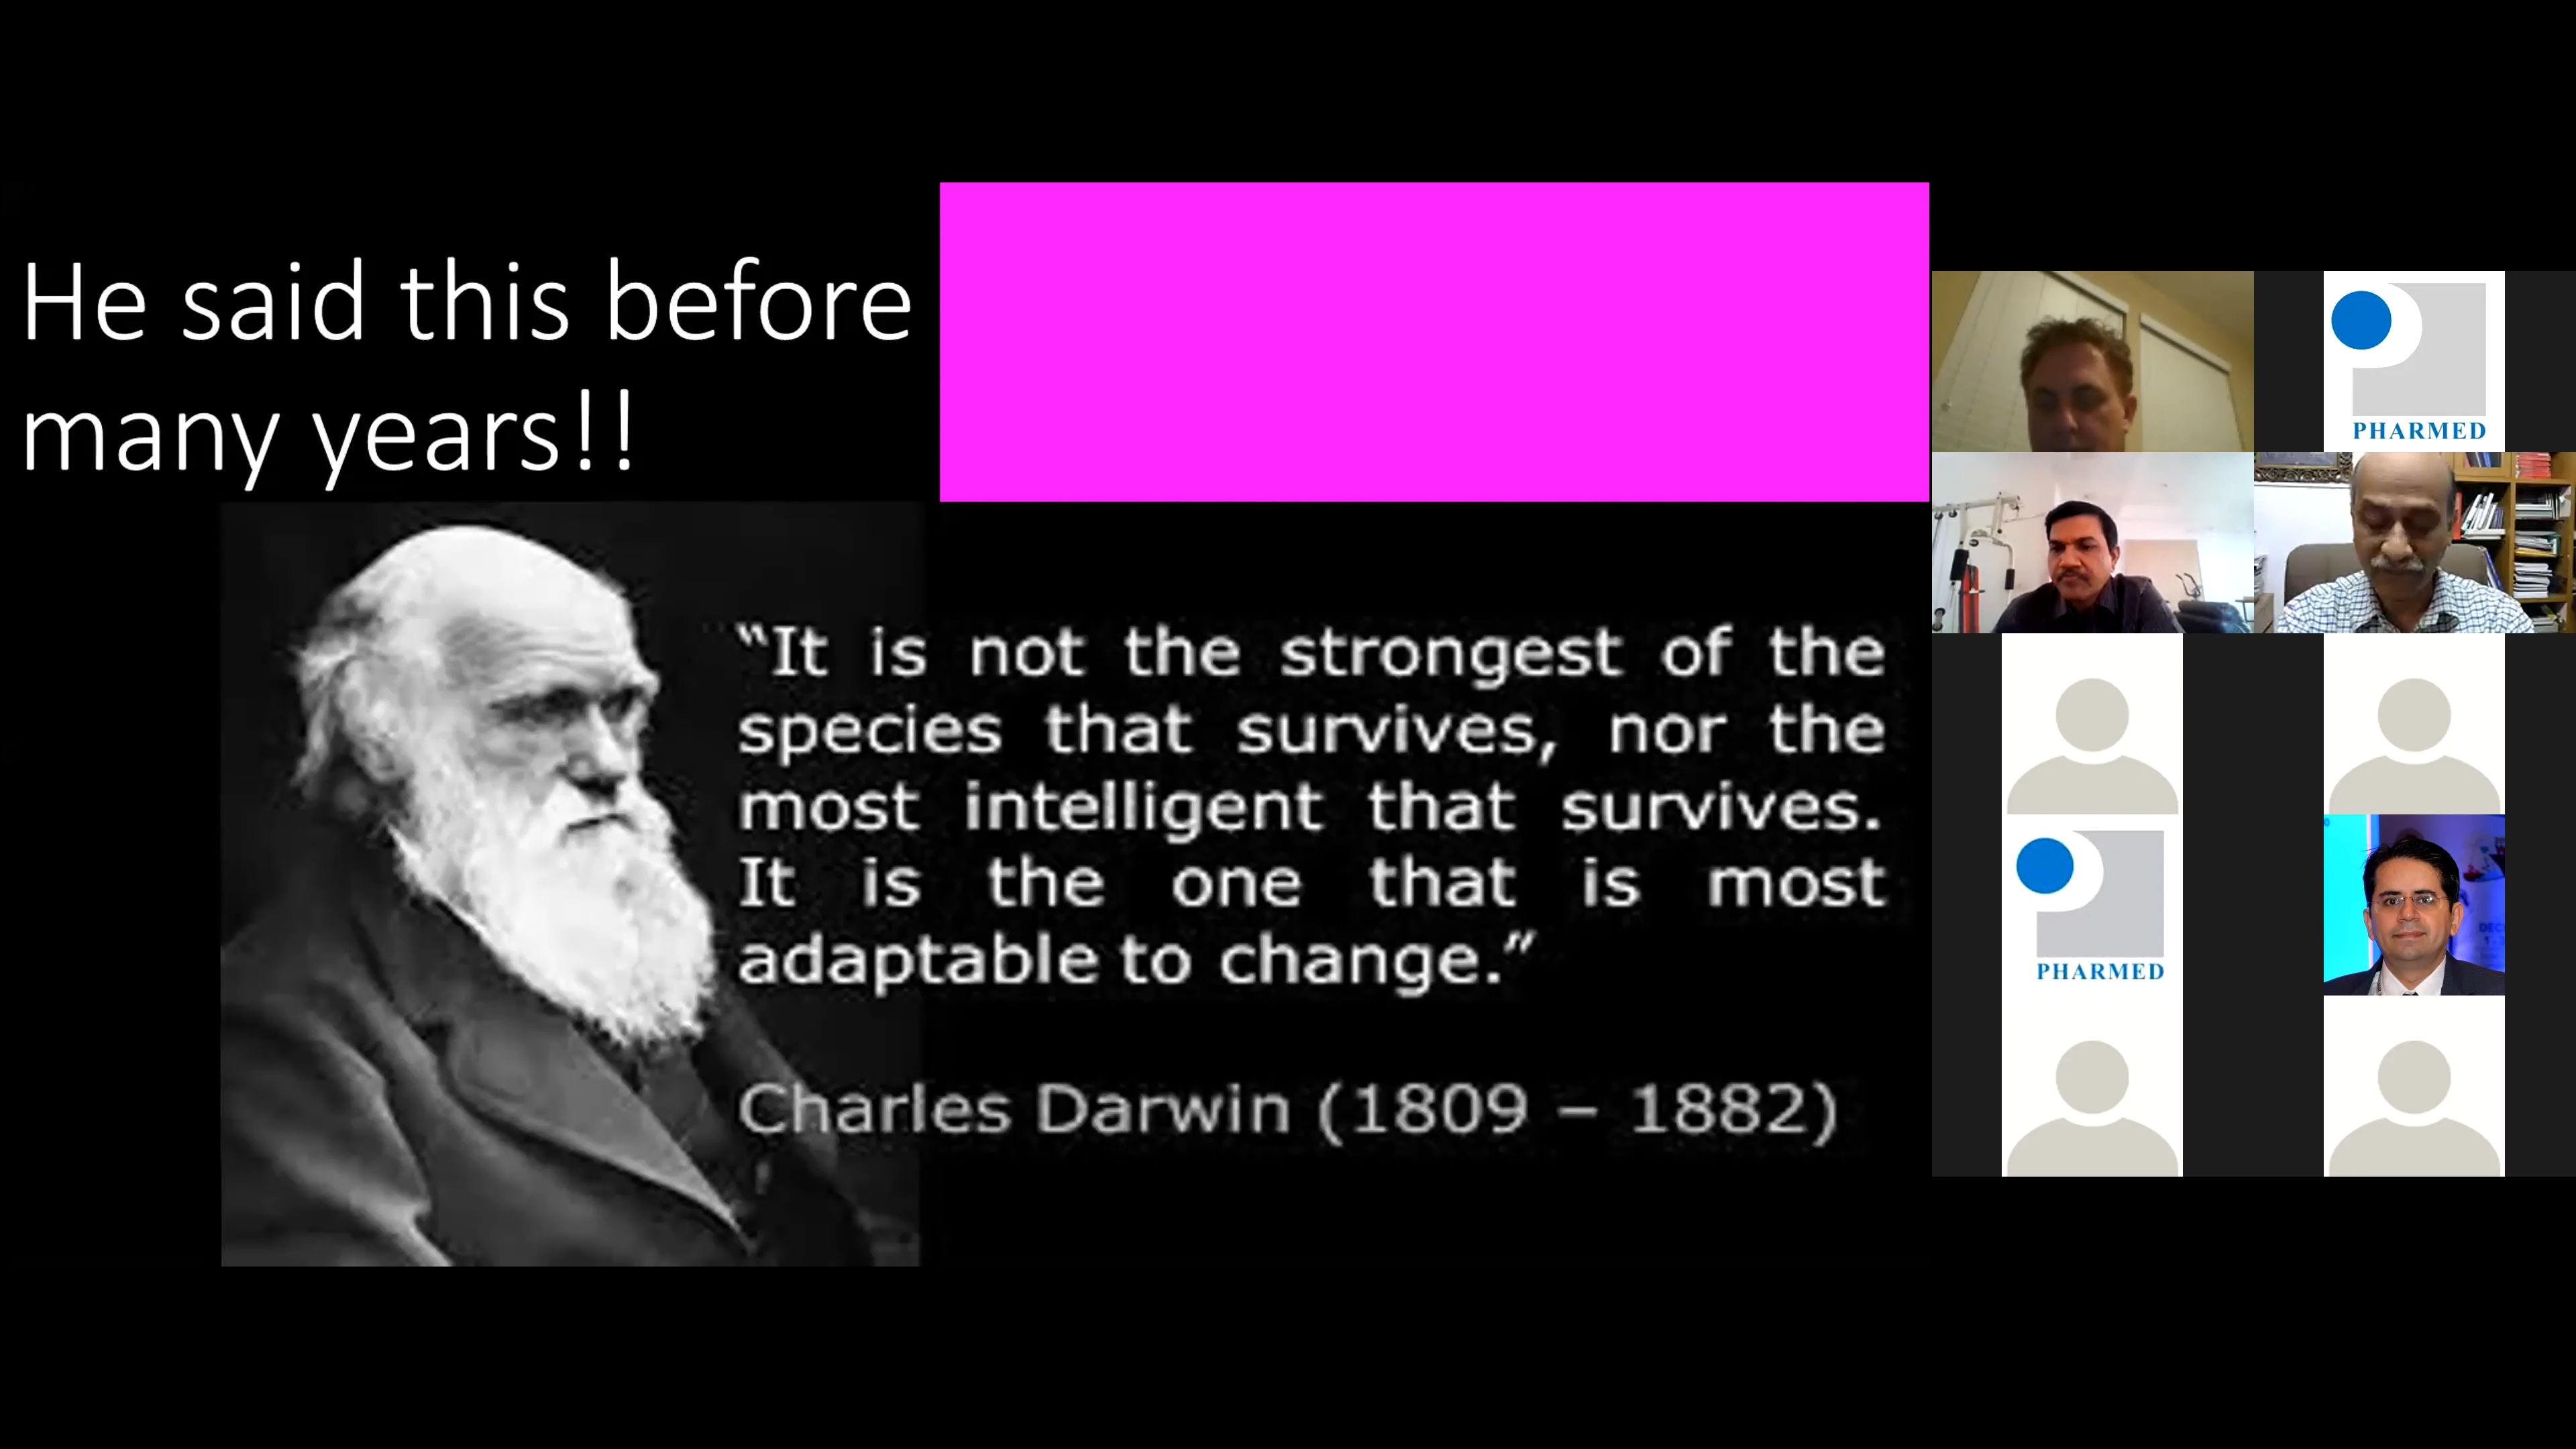 He said this before
many years!!
“It is not the strongest of the
species that survives, nor the
most intelligent that survives.
It is the one that is most
adaptable to change.”
Charles Darwin (1809 – 1882)
PHARMED
PHARMED